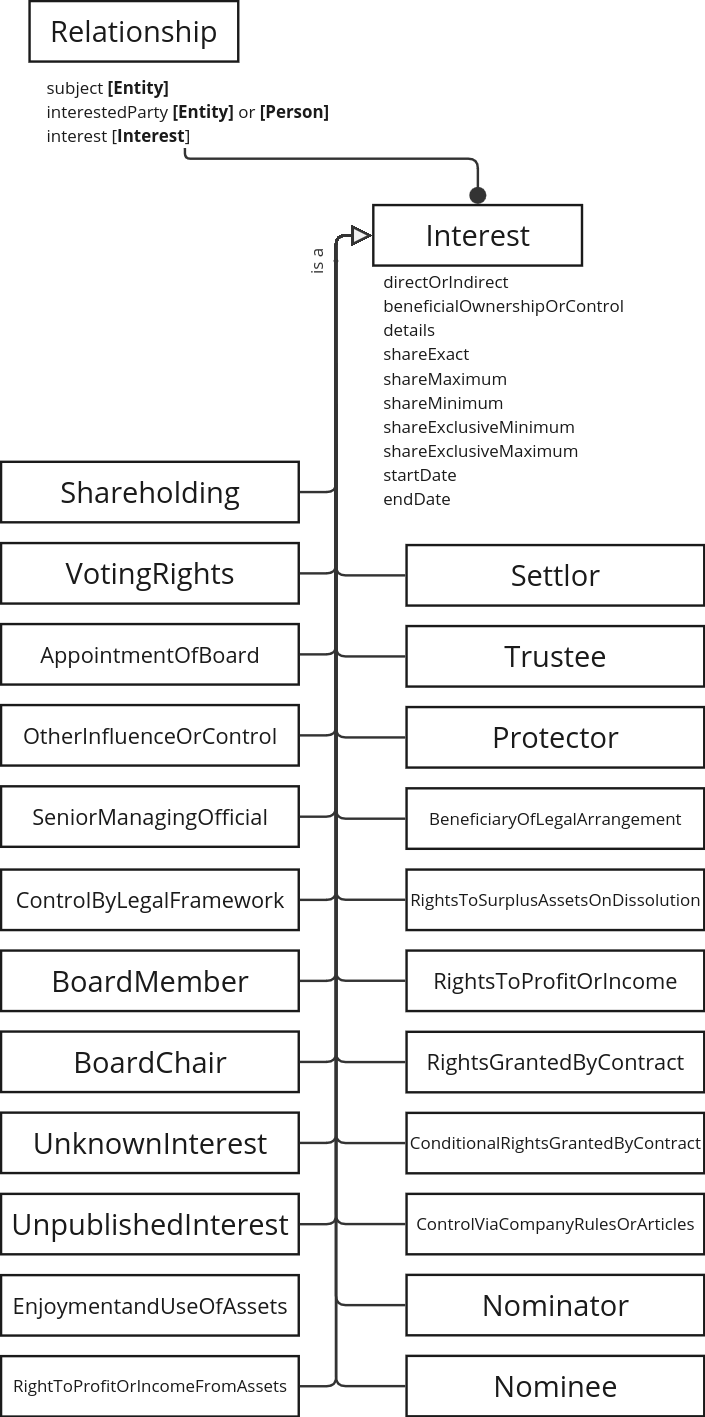 Relationship
subject [Entity]
interestedParty [Entity] or [Person]
interest [Interest]
Interest
is a
directOrIndirect
beneficialOwnershipOrControl
details
shareExact
shareMaximum
shareMinimum
shareExclusiveMinimum
shareExclusiveMaximum
startDate
endDate
Shareholding
VotingRights
AppointmentOfBoard
OtherInfluenceOrControl
SeniorManagingOfficial
ControlByLegalFramework
BoardMember
BoardChair
UnknownInterest
UnpublishedInterest
EnjoymentandUseOfAssets
RightToProfitOrIncomeFromAssets
Settlor
Trustee
Protector
BeneficiaryOfLegalArrangement
RightsToSurplusAssetsOnDissolution
RightsToProfitOrIncome
RightsGrantedByContract
ConditionalRightsGrantedByContract
ControlViaCompanyRulesOrArticles
Nominator
Nominee